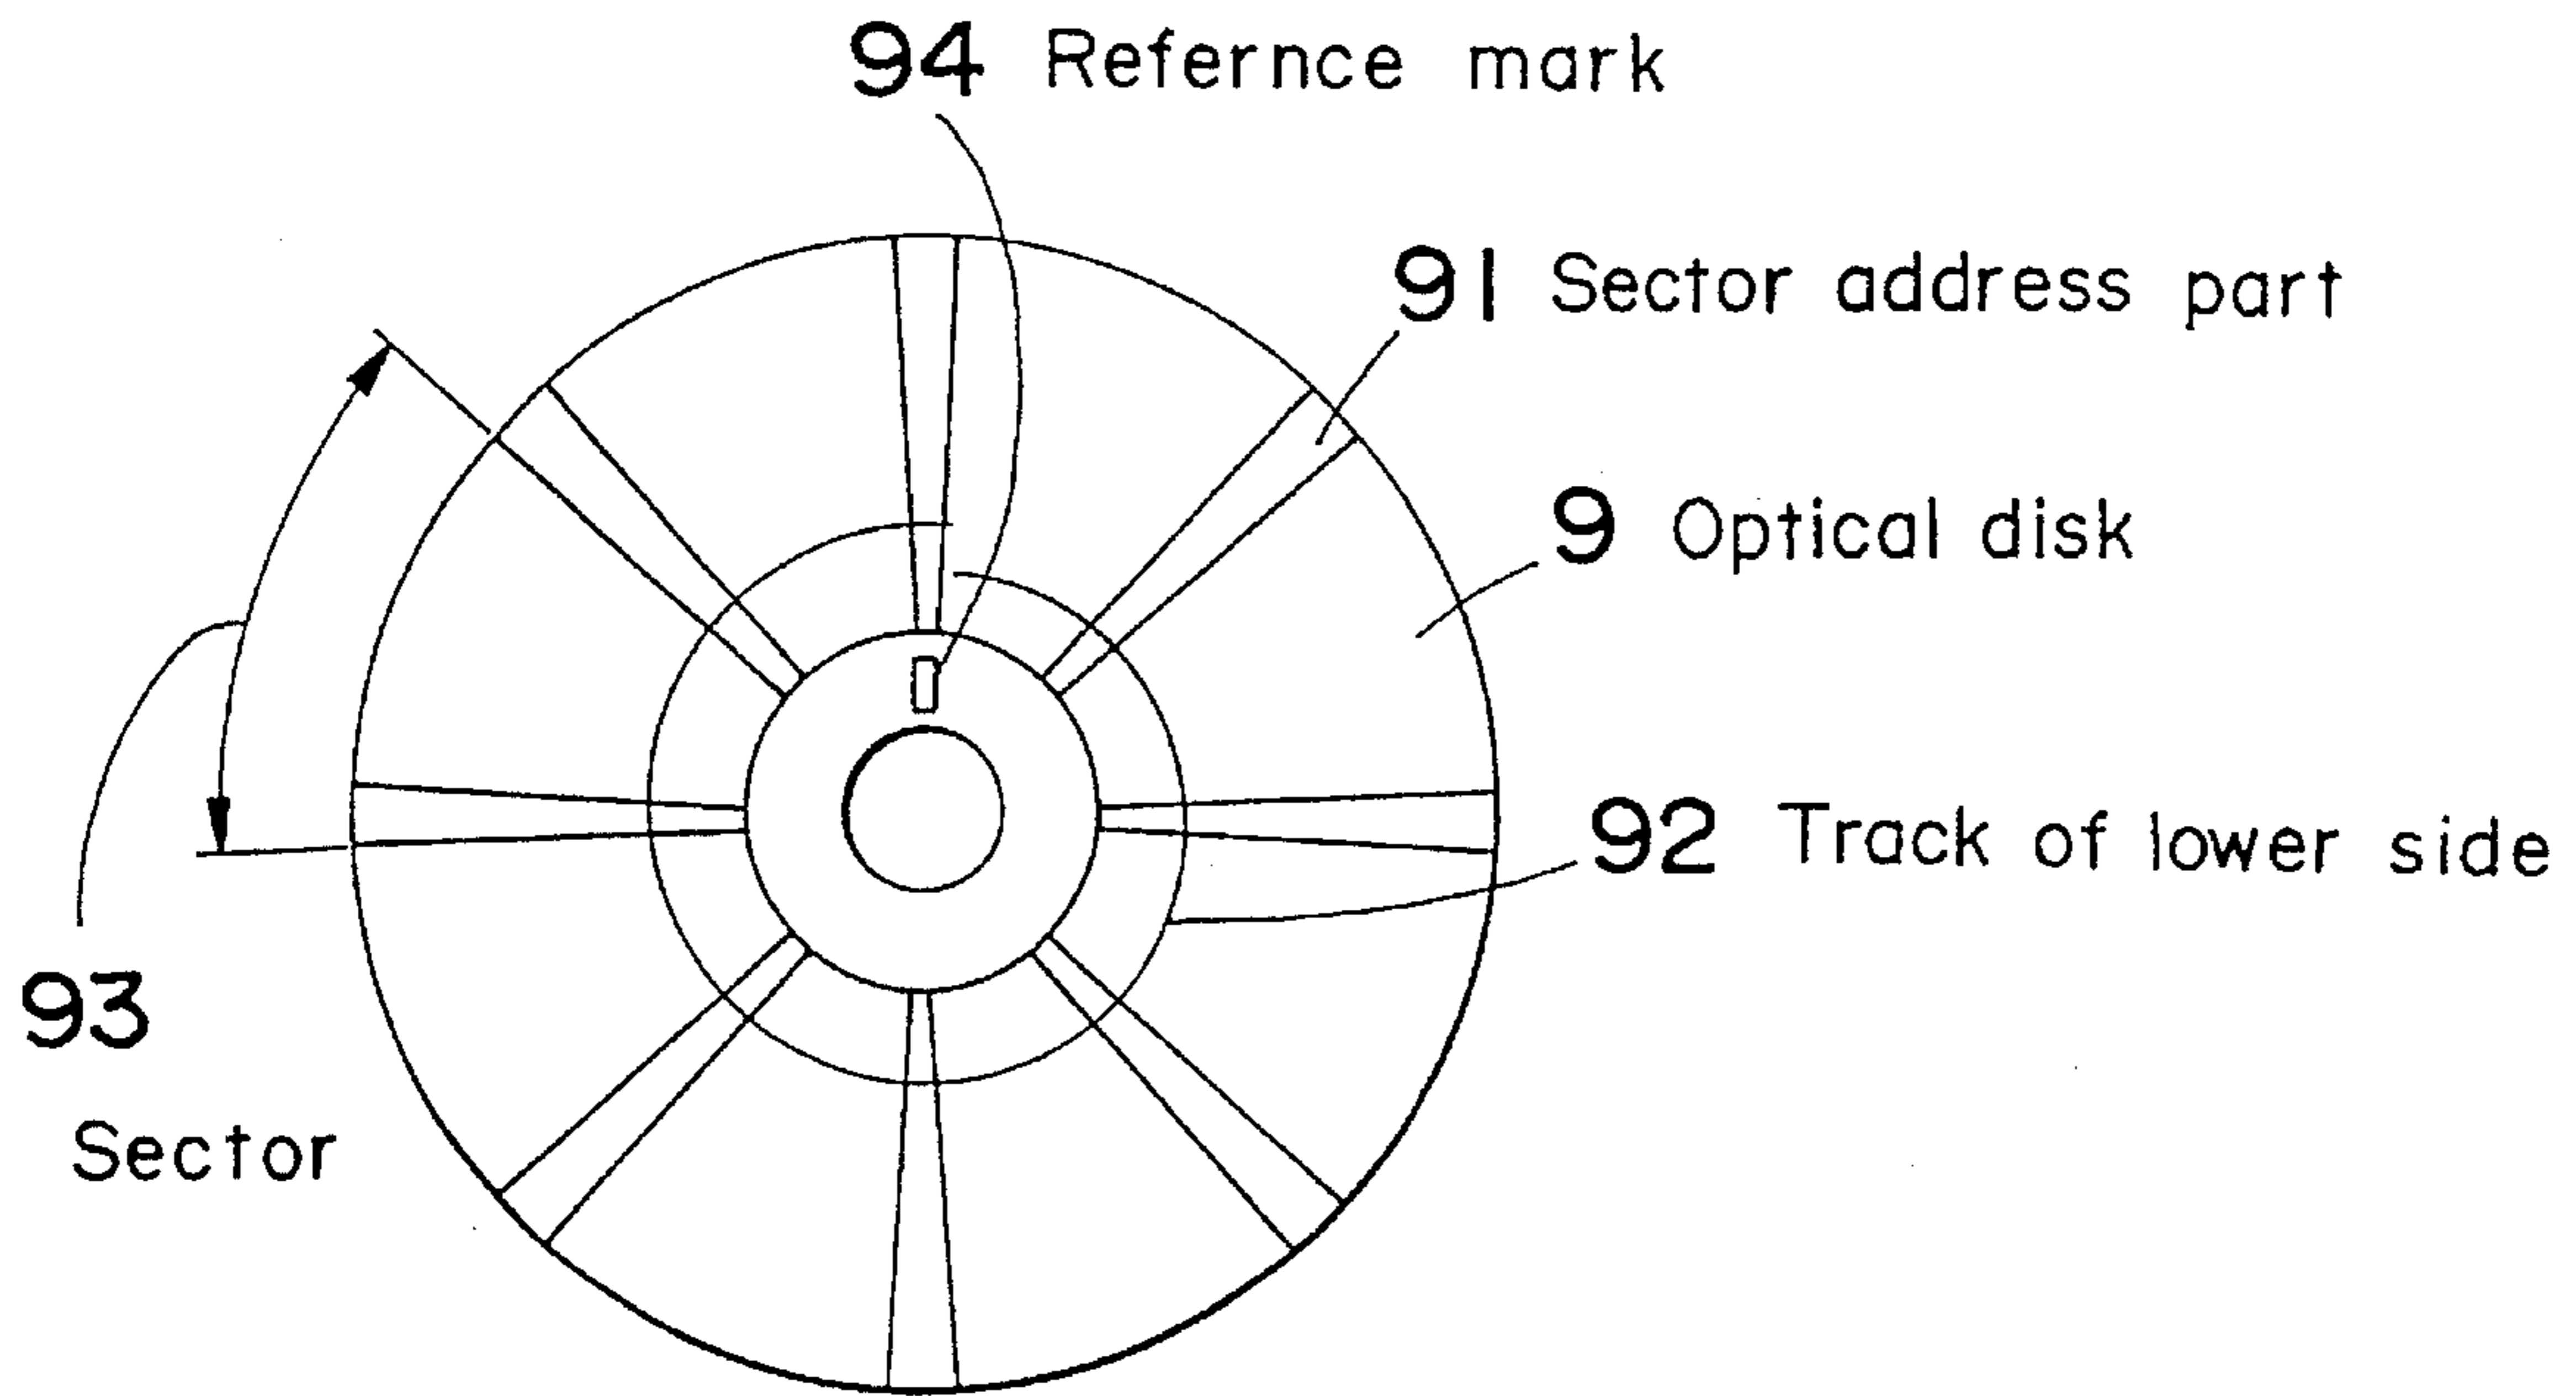 94 Refernce mark
91 Sector address part
9 Optical disk
92 Track of lower side
93
Sector